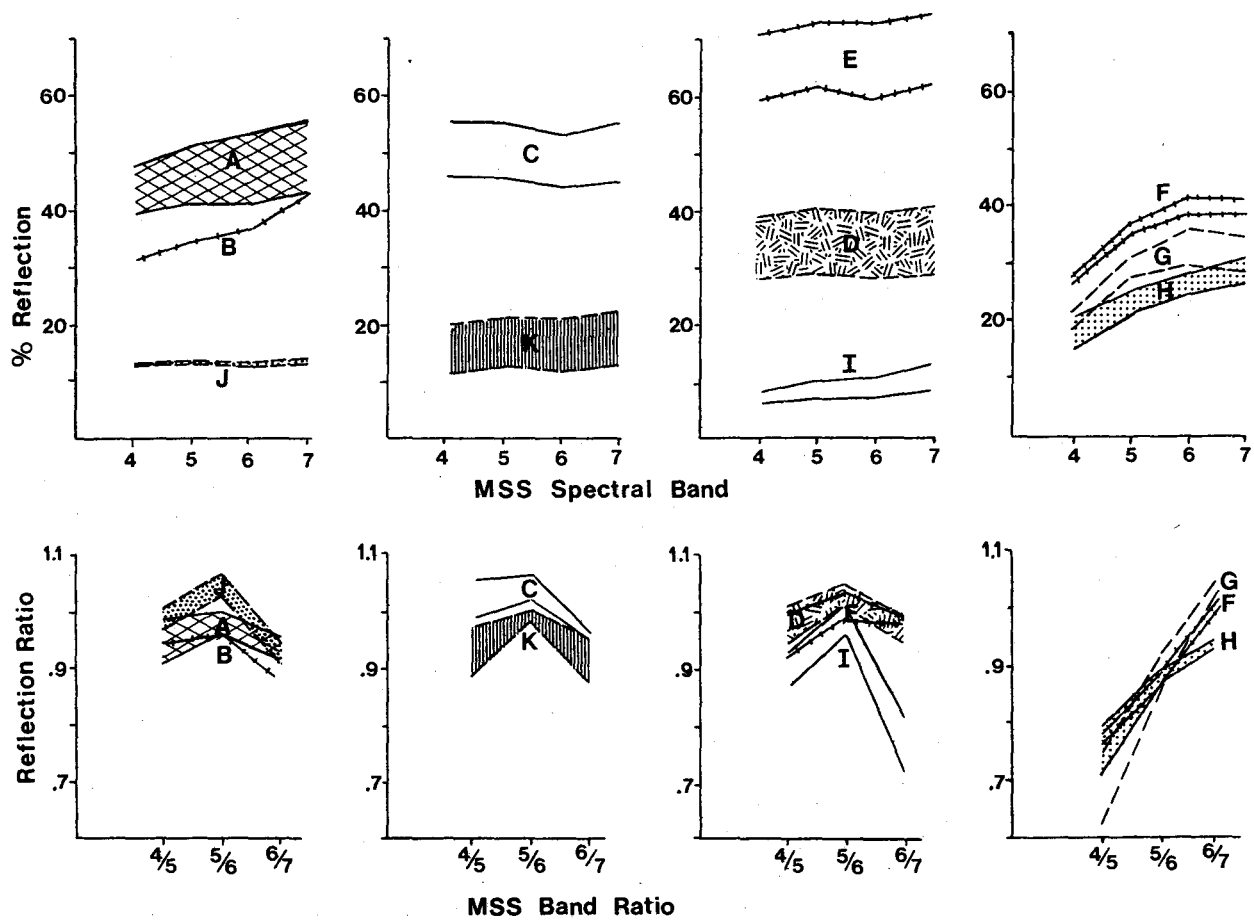 % Reflection
60
40
20
A
B
J
4 5 6 7
60
40
20
C
K
4 5 6 7
60
40
20
E
D
I
4 5 6 7
60
40
20
F
G
H
4 5 6 7
MSS Spectral Band
Reflection Ratio
1.1
.9
.7
J
A
B
4/5 5/6 6/7
1.1
.9
.7
C
K
4/5 5/6 6/7
1.1
.9
.7
D
E
I
4/5 5/6 6/7
1.1
.9
.7
G
F
H
4/5 5/6 6/7
MSS Band Ratio